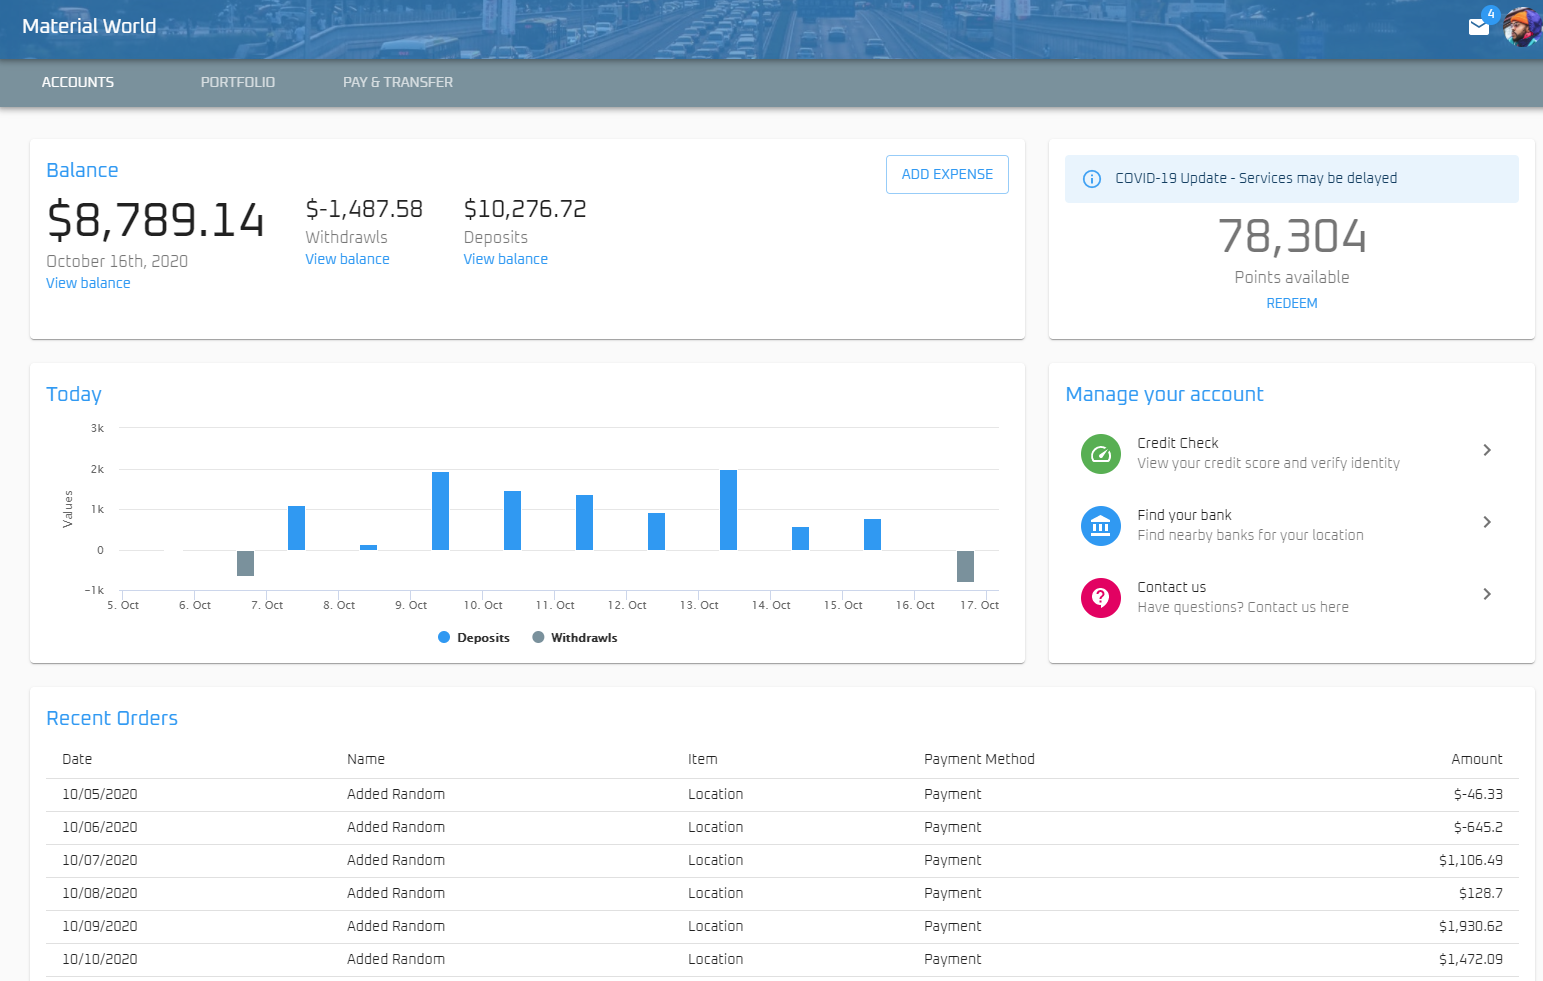 Material World
4
ACCOUNTS PORTFOLIO PAY & TRANSFER
Balance
ADD EXPENSE
$8,789.14
October 16th, 2020
View balance
$-1,487.58
Withdrawls
View balance
$10,276.72
Deposits
View balance
COVID-19 Update - Services may be delayed
78,304
Points available
REDEEM
Today
Values
3k
2k
1k
0
-1k
5. Oct 6. Oct 7. Oct 8. Oct 9. Oct 10. Oct 11. Oct 12. Oct 13. Oct 14. Oct 15. Oct 16. Oct 17. Oct
Deposits Withdrawls
Manage your account
Credit Check
View your credit score and verify identity
Find your bank
Find nearby banks for your location
Contact us
Have questions? Contact us here
Recent Orders
Date Name Item Payment Method Amount
10/05/2020 Added Random Location Payment $-46.33
10/06/2020 Added Random Location Payment $-645.2
10/07/2020 Added Random Location Payment $1,106.49
10/08/2020 Added Random Location Payment $128.7
10/09/2020 Added Random Location Payment $1,930.62
10/10/2020 Added Random Location Payment $1,472.09